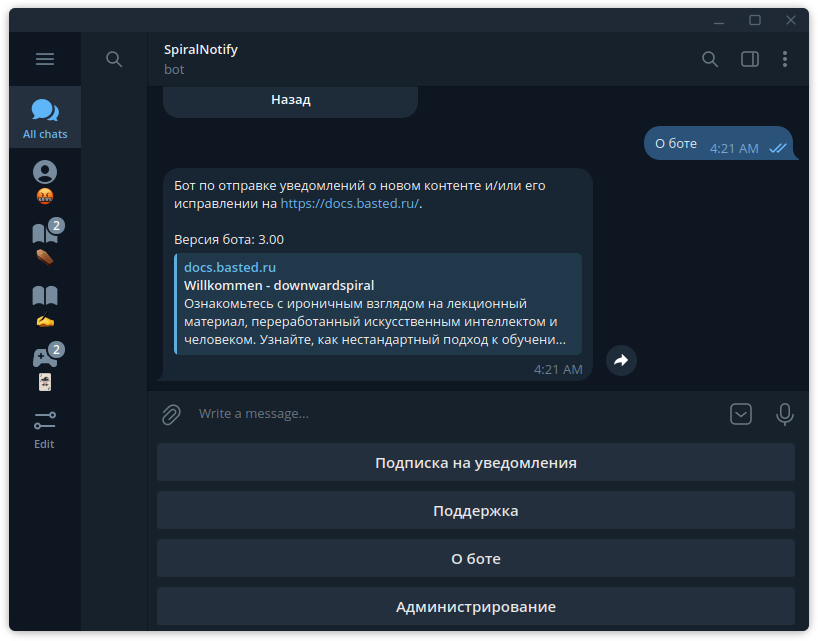 SpiralNotify
bot
All chats
2
2
Edit
Назад
О боте
4:21 AM
Бот по отправке уведомлений о новом контенте и/или его
исправлении на https://docs.basted.ru/.
Версия бота: 3.00
docs.basted.ru
Willkommen - downwardspiral
Ознакомьтесь с ироничным взглядом на лекционный
материал, переработанный искусственным интеллектом и
человеком. Узнайте, как нестандартный подход к обучени...
4:21 AM
Write a message...
Подписка на уведомления
Поддержка
О боте
Администрирование